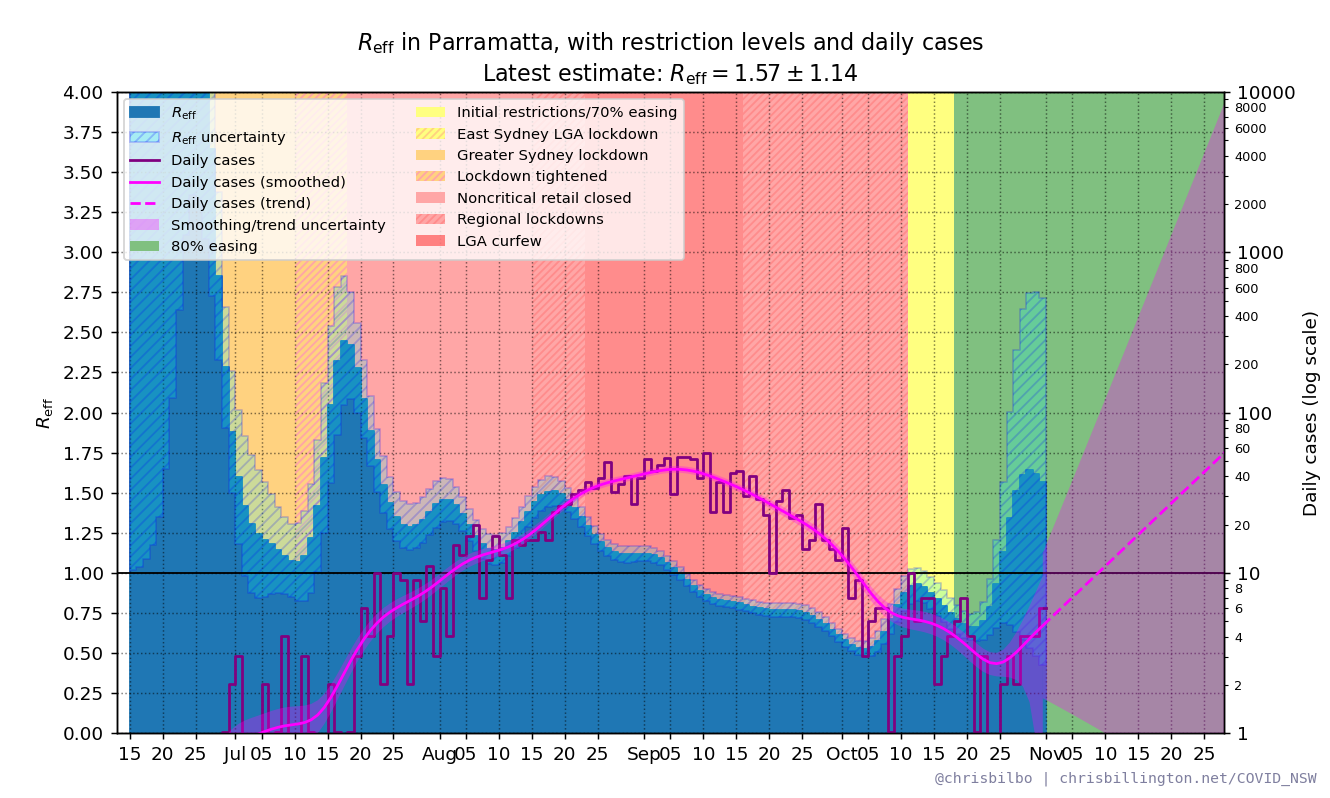 Reff in Parramatta, with restriction levels and daily cases
Latest estimate: Reff = 1.57 ± 1.14
Reff
Reff uncertainty
Daily cases
Daily cases (smoothed)
Daily cases (trend)
Smoothing/trend uncertainty
80% easing
Initial restrictions/70% easing
East Sydney LGA lockdown
Greater Sydney lockdown
Lockdown tightened
Noncritical retail closed
Regional lockdowns
LGA curfew
Reff
4.00
3.75
3.50
3.25
3.00
2.75
2.50
2.25
2.00
1.75
1.50
1.25
1.00
0.75
0.50
0.25
0.00
10000
8000
6000
4000
2000
1000
800
600
400
200
100
80
60
40
20
10
8
6
4
2
1
Daily cases (log scale)
15 20 25 Jul 05 10 15 20 25 Aug 05 10 15 20 25 Sep 05 10 15 20 25 Oct 05 10 15 20 25 Nov 05 10 15 20 25
@chrisbilbo | chrisbillington.net/COVID_NSW